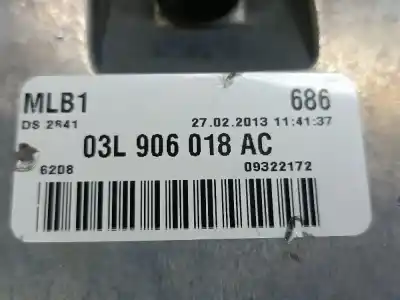 MLB1 686
DS 2841 27.02.2013 11:41:37
03L 906 018 AC
6208 09322172